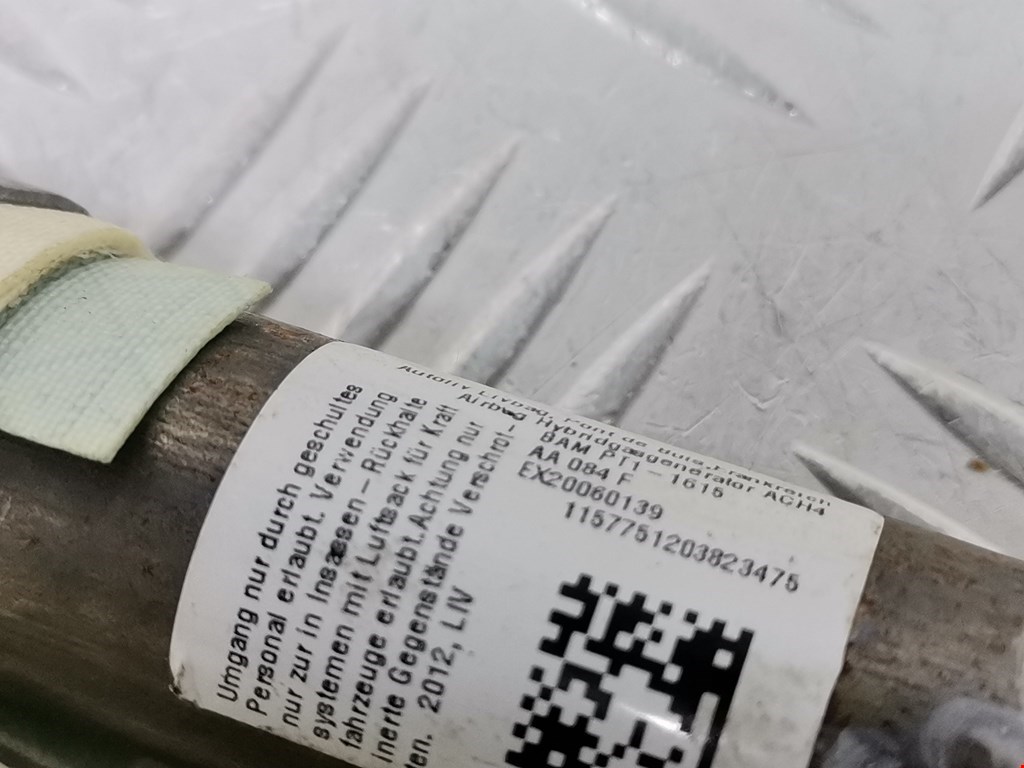 Umgang nur durch geschultes
Personal erlaubt. Verwendung
nur zur in Insassen-Rückhalte
systemen mit Luftsack für Kraft
fahrzeuge erlaubt.Achtung nur
inerte Gegenstände Verschrot-
ten. 2012, LIV
Autoliv Livbag, Pont de Buis,Frankreich
Airbag Hybridgasgenerator ACH4
BAM PT1-1615
AA 084 F
EX20060139
1157751203823475